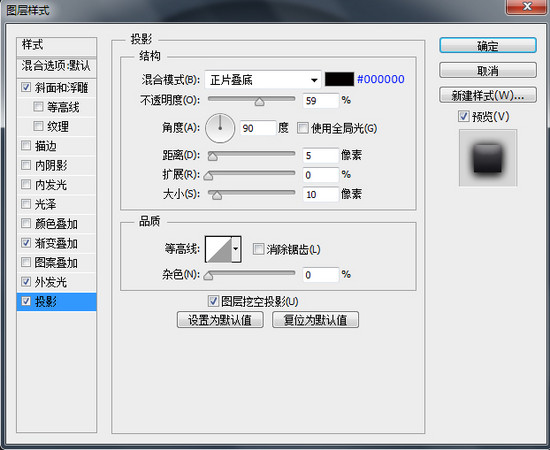 图层样式
样式
混合选项:默认
斜面和浮雕
等高线
纹理
描边
内阴影
内发光
光泽
颜色叠加
渐变叠加
图案叠加
外发光
投影
投影
结构
混合模式(B): 正片叠底 #000000
不透明度(O): 59 %
角度(A): 90 度 使用全局光(G)
距离(D): 5 像素
扩展(R): 0 %
大小(S): 10 像素
品质
等高线: 消除锯齿(L)
杂色(N): 0 %
图层挖空投影(U)
设置为默认值 复位为默认值
确定
取消
新建样式(W)...
预览(V)